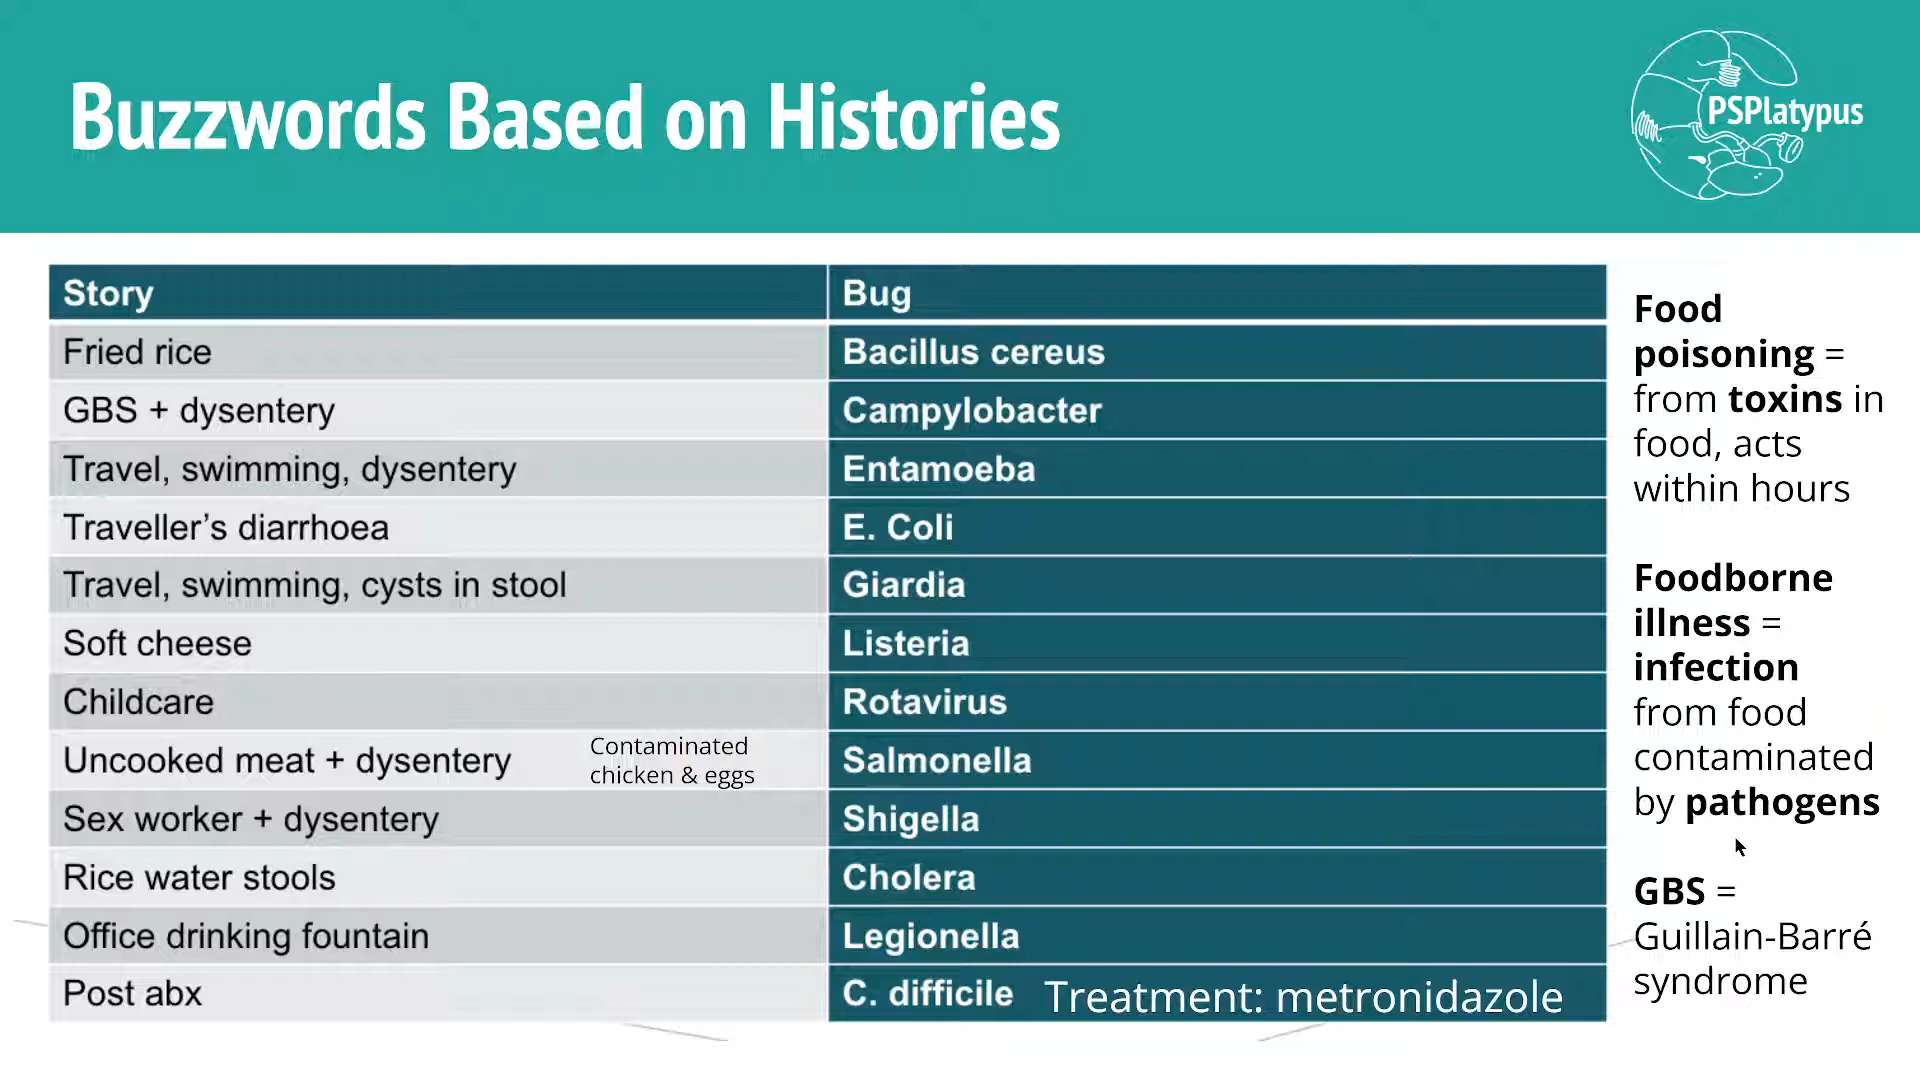 Buzzwords Based on Histories
PSPlatypus
Story Bug
Fried rice Bacillus cereus
GBS + dysentery Campylobacter
Travel, swimming, dysentery Entamoeba
Traveller’s diarrhoea E. Coli
Travel, swimming, cysts in stool Giardia
Soft cheese Listeria
Childcare Rotavirus
Uncooked meat + dysentery Contaminated
chicken & eggs Salmonella
Sex worker + dysentery Shigella
Rice water stools Cholera
Office drinking fountain Legionella
Post abx C. difficile Treatment: metronidazole
Food
poisoning =
from toxins in
food, acts
within hours
Foodborne
illness =
infection
from food
contaminated
by pathogens
GBS =
Guillain-Barré
syndrome